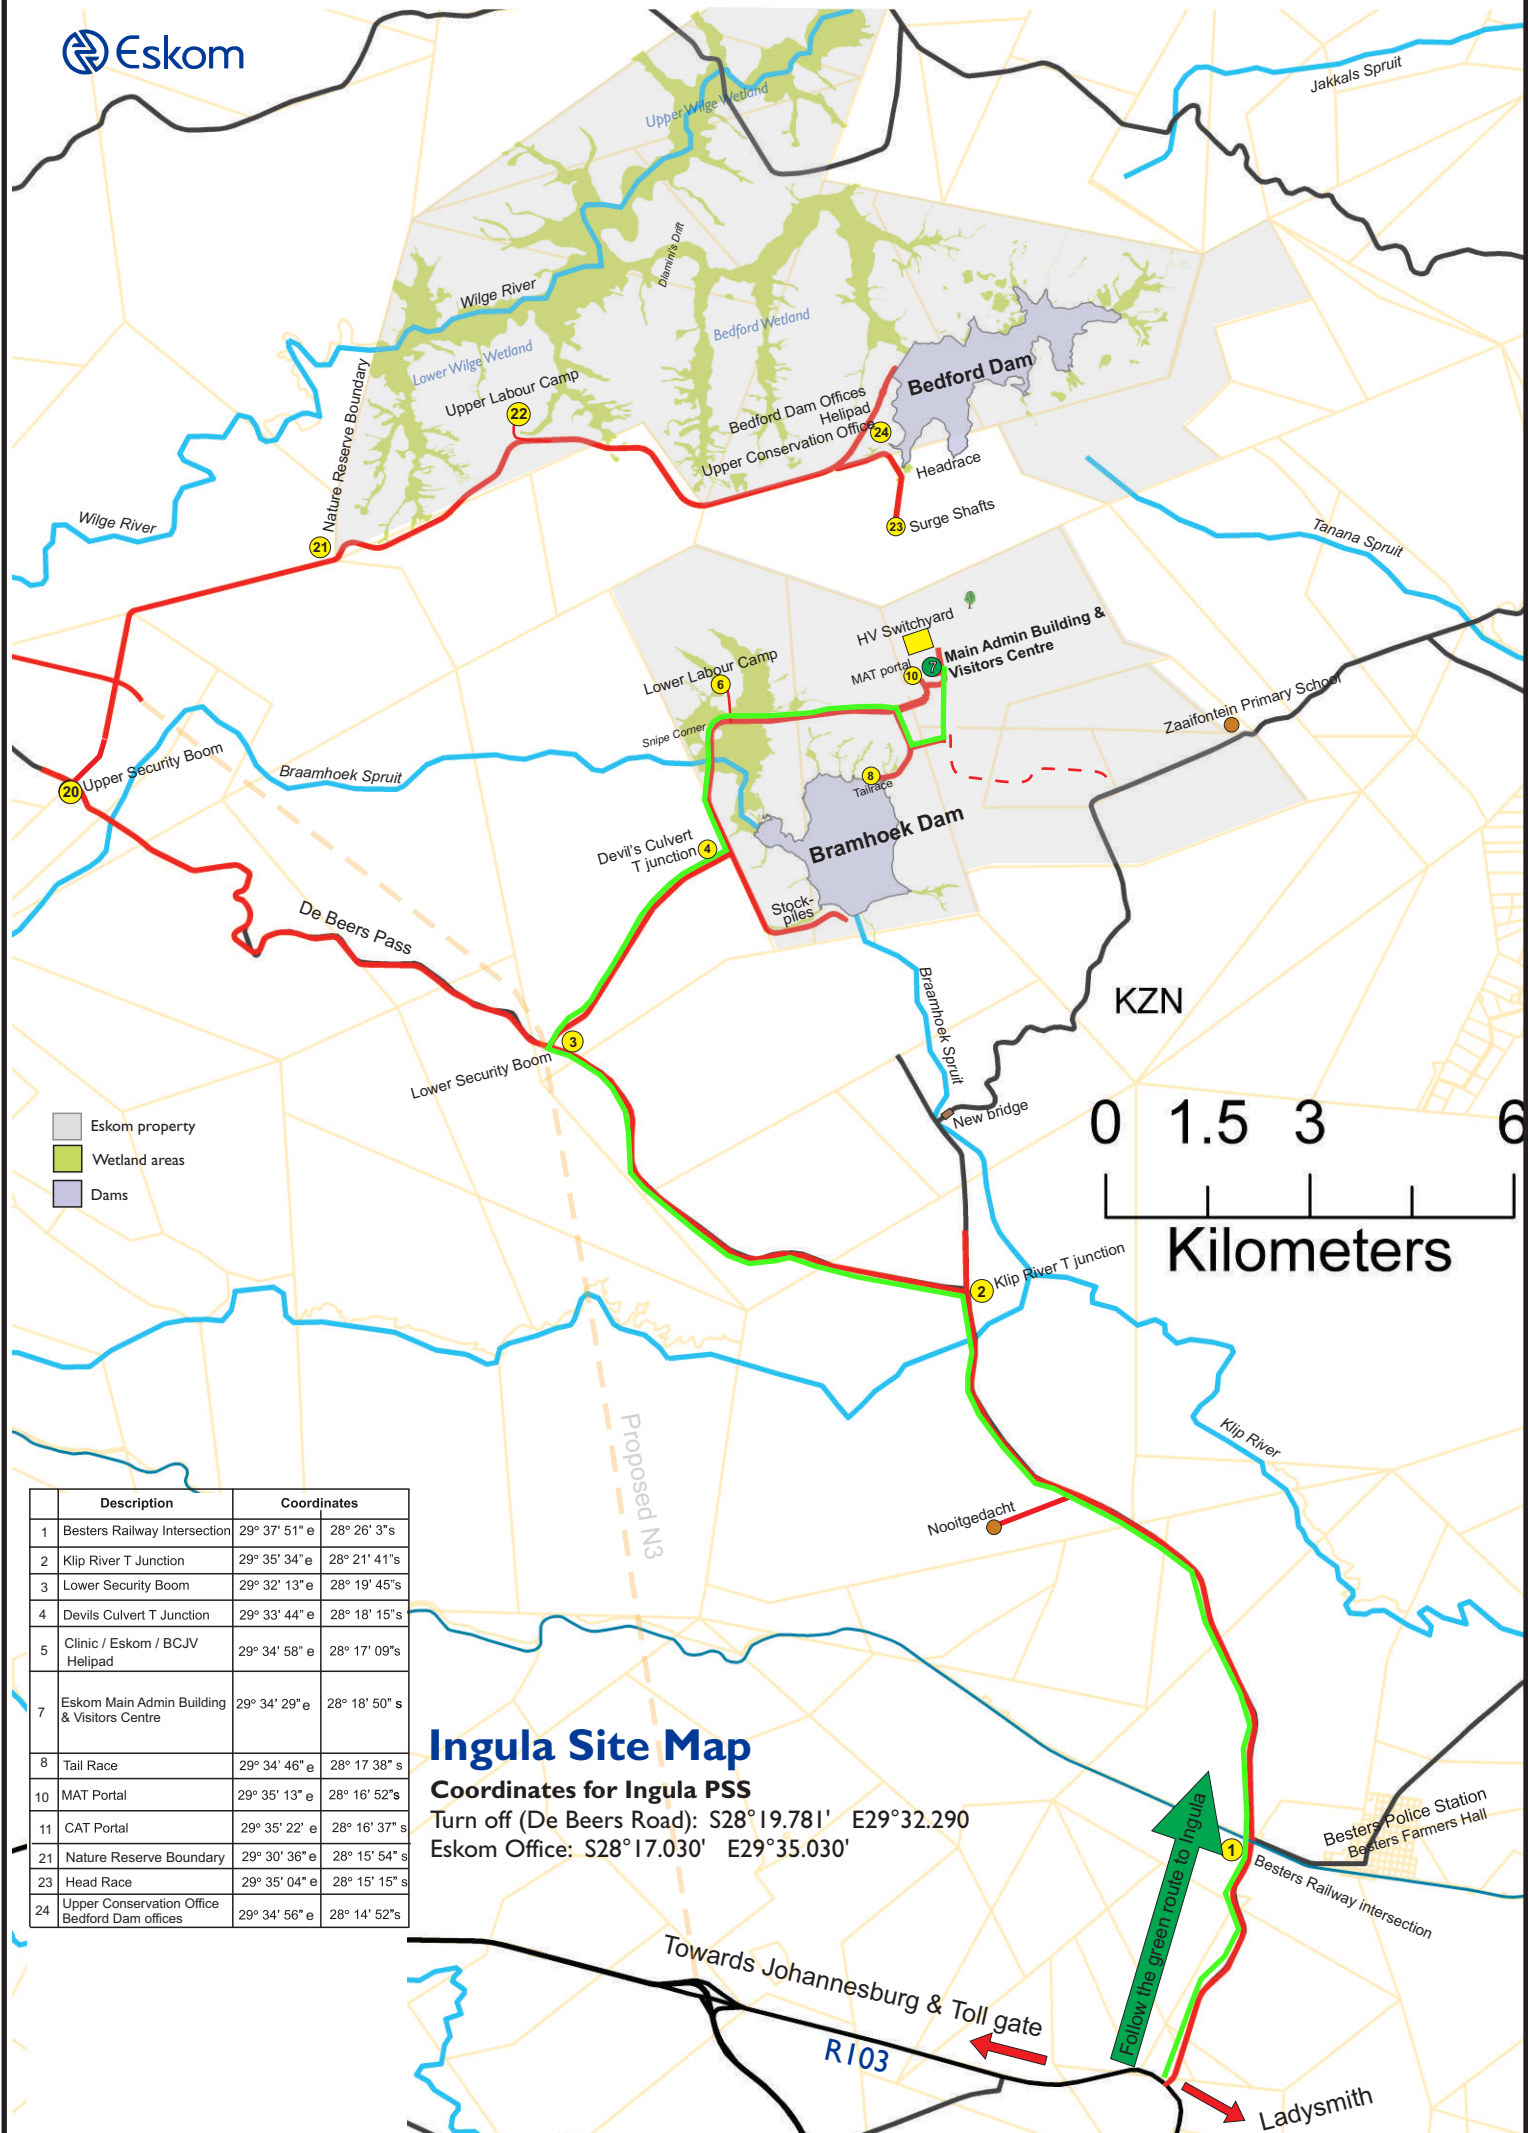 Eskom
Jakkals Spruit
Upper Wilge Wetland
Dlamini's Drift
Wilge River
Bedford Wetland
Lower Wilge Wetland
Nature Reserve Boundary
Upper Labour Camp
22
Bedford Dam
Bedford Dam Offices
Helipad
Upper Conservation Office
24
Headrace
23
Surge Shafts
Wilge River
21
Tanana Spruit
HV Switchyard
Main Admin Building &
Visitors Centre
7
MAT portal
10
Lower Labour Camp
6
Snipe Corner
Zaaifontein Primary School
Upper Security Boom
20
Braamhoek Spruit
8
Tailrace
Bramhoek Dam
Devil's Culvert
T junction
4
Stock-
piles
De Beers Pass
Braamhoek Spruit
KZN
3
Lower Security Boom
New bridge
0 1.5 3 6
Kilometers
Eskom property
Wetland areas
Dams
2
Klip River T junction
Klip River
Proposed N3
Nooitgedacht
Description Coordinates
1 Besters Railway Intersection 29° 37' 51" e 28° 26' 3"s
2 Klip River T Junction 29° 35' 34" e 28° 21' 41"s
3 Lower Security Boom 29° 32' 13" e 28° 19' 45"s
4 Devils Culvert T Junction 29° 33' 44" e 28° 18' 15"s
5 Clinic / Eskom / BCJV
Helipad 29° 34' 58" e 28° 17' 09"s
7 Eskom Main Admin Building
& Visitors Centre 29° 34' 29" e 28° 18' 50" s
8 Tail Race 29° 34' 46" e 28° 17 38" s
10 MAT Portal 29° 35' 13" e 28° 16' 52"s
11 CAT Portal 29° 35' 22' e 28° 16' 37" s
21 Nature Reserve Boundary 29° 30' 36" e 28° 15' 54" s
23 Head Race 29° 35' 04" e 28° 15' 15" s
24 Upper Conservation Office
Bedford Dam offices 29° 34' 56" e 28° 14' 52"s
Ingula Site Map
Coordinates for Ingula PSS
Turn off (De Beers Road): S28°19.781' E29°32.290
Eskom Office: S28°17.030' E29°35.030'
Follow the green route to Ingula
1
Besters Police Station
Besters Farmers Hall
Besters Railway intersection
Towards Johannesburg & Toll gate
R103
Ladysmith